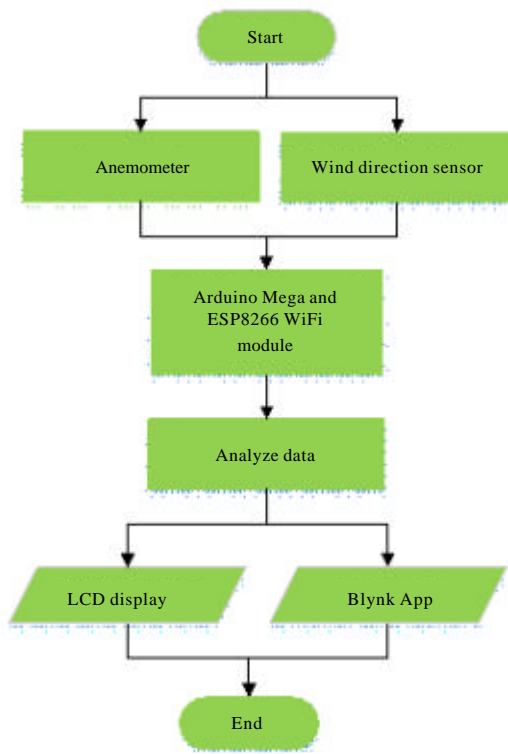 Start
Anemometer
Wind direction sensor
Arduino Mega and
ESP8266 WiFi
module
Analyze data
LCD display
Blynk App
End